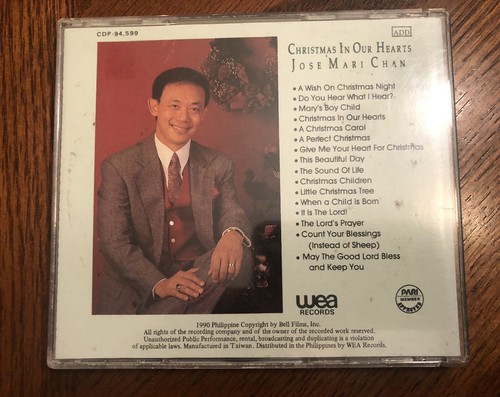 CDP-94,599
ADD
CHRISTMAS IN OUR HEARTS
JOSE MARI CHAN
• A Wish On Christmas Night
• Do You Hear What I Hear?
• Mary's Boy Child
• Christmas In Our Hearts
• A Christmas Carol
• A Perfect Christmas
• Give Me Your Heart For Christmas
• This Beautiful Day
• The Sound Of Life
• Christmas Children
• Little Christmas Tree
• When a Child is Born
• It Is The Lord!
• The Lord's Prayer
• Count Your Blessings
(Instead of Sheep)
• May The Good Lord Bless
and Keep You
wea
RECORDS
PARI
MEMBER
APPROVED
1990 Philippine Copyright by Bell Films, Inc.
All rights of the recording company and of the owner of the recorded work reserved.
Unauthorized Public Performance, rental, broadcasting and duplicating is a violation
of applicable laws. Manufactured in Taiwan. Distributed in the Philippines by WEA Records.